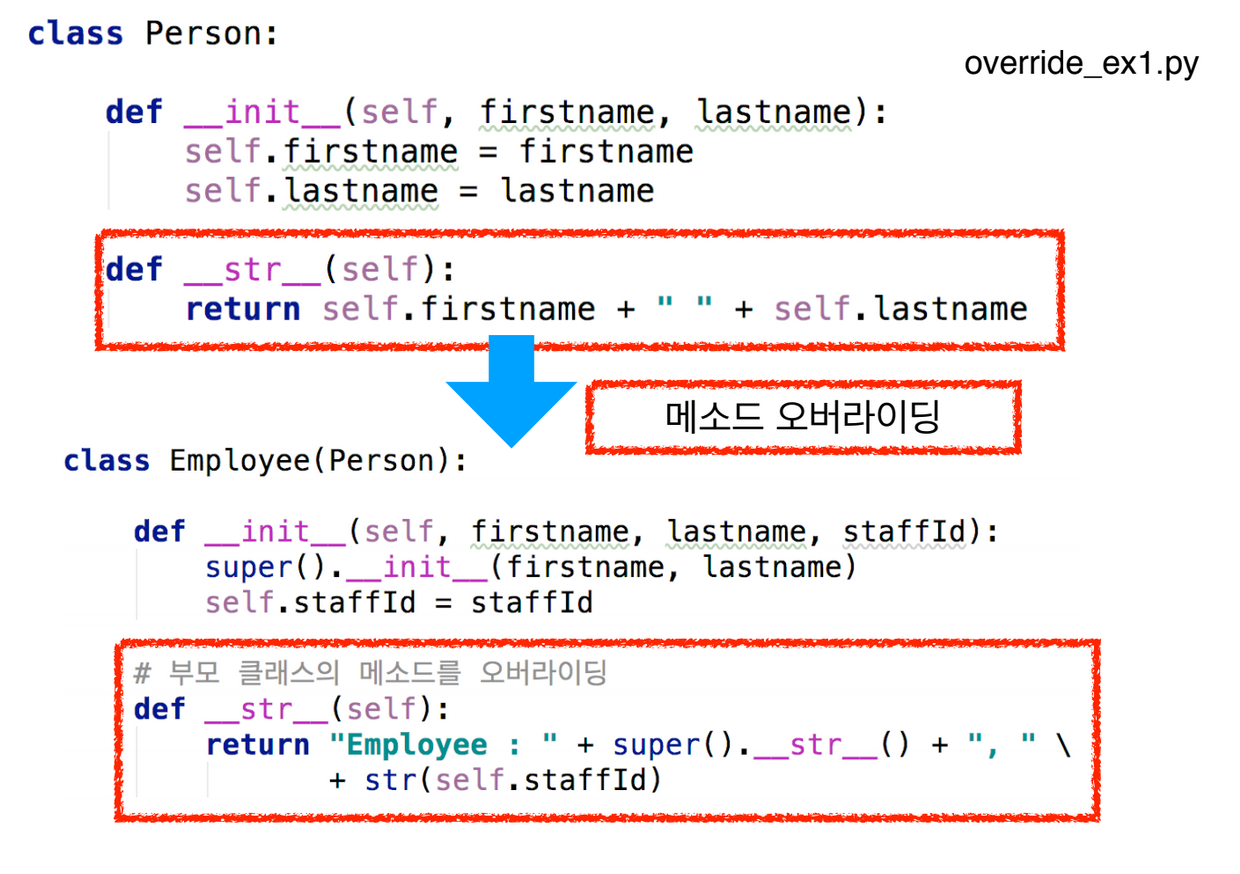 class Person:
override_ex1.py
def __init__(self, firstname, lastname):
self.firstname = firstname
self.lastname = lastname
def __str__(self):
return self.firstname + " " + self.lastname
메소드 오버라이딩
class Employee(Person):
def __init__(self, firstname, lastname, staffId):
super().__init__(firstname, lastname)
self.staffId = staffId
# 부모 클래스의 메소드를 오버라이딩
def __str__(self):
return "Employee : " + super().__str__() + ", " \
+ str(self.staffId)